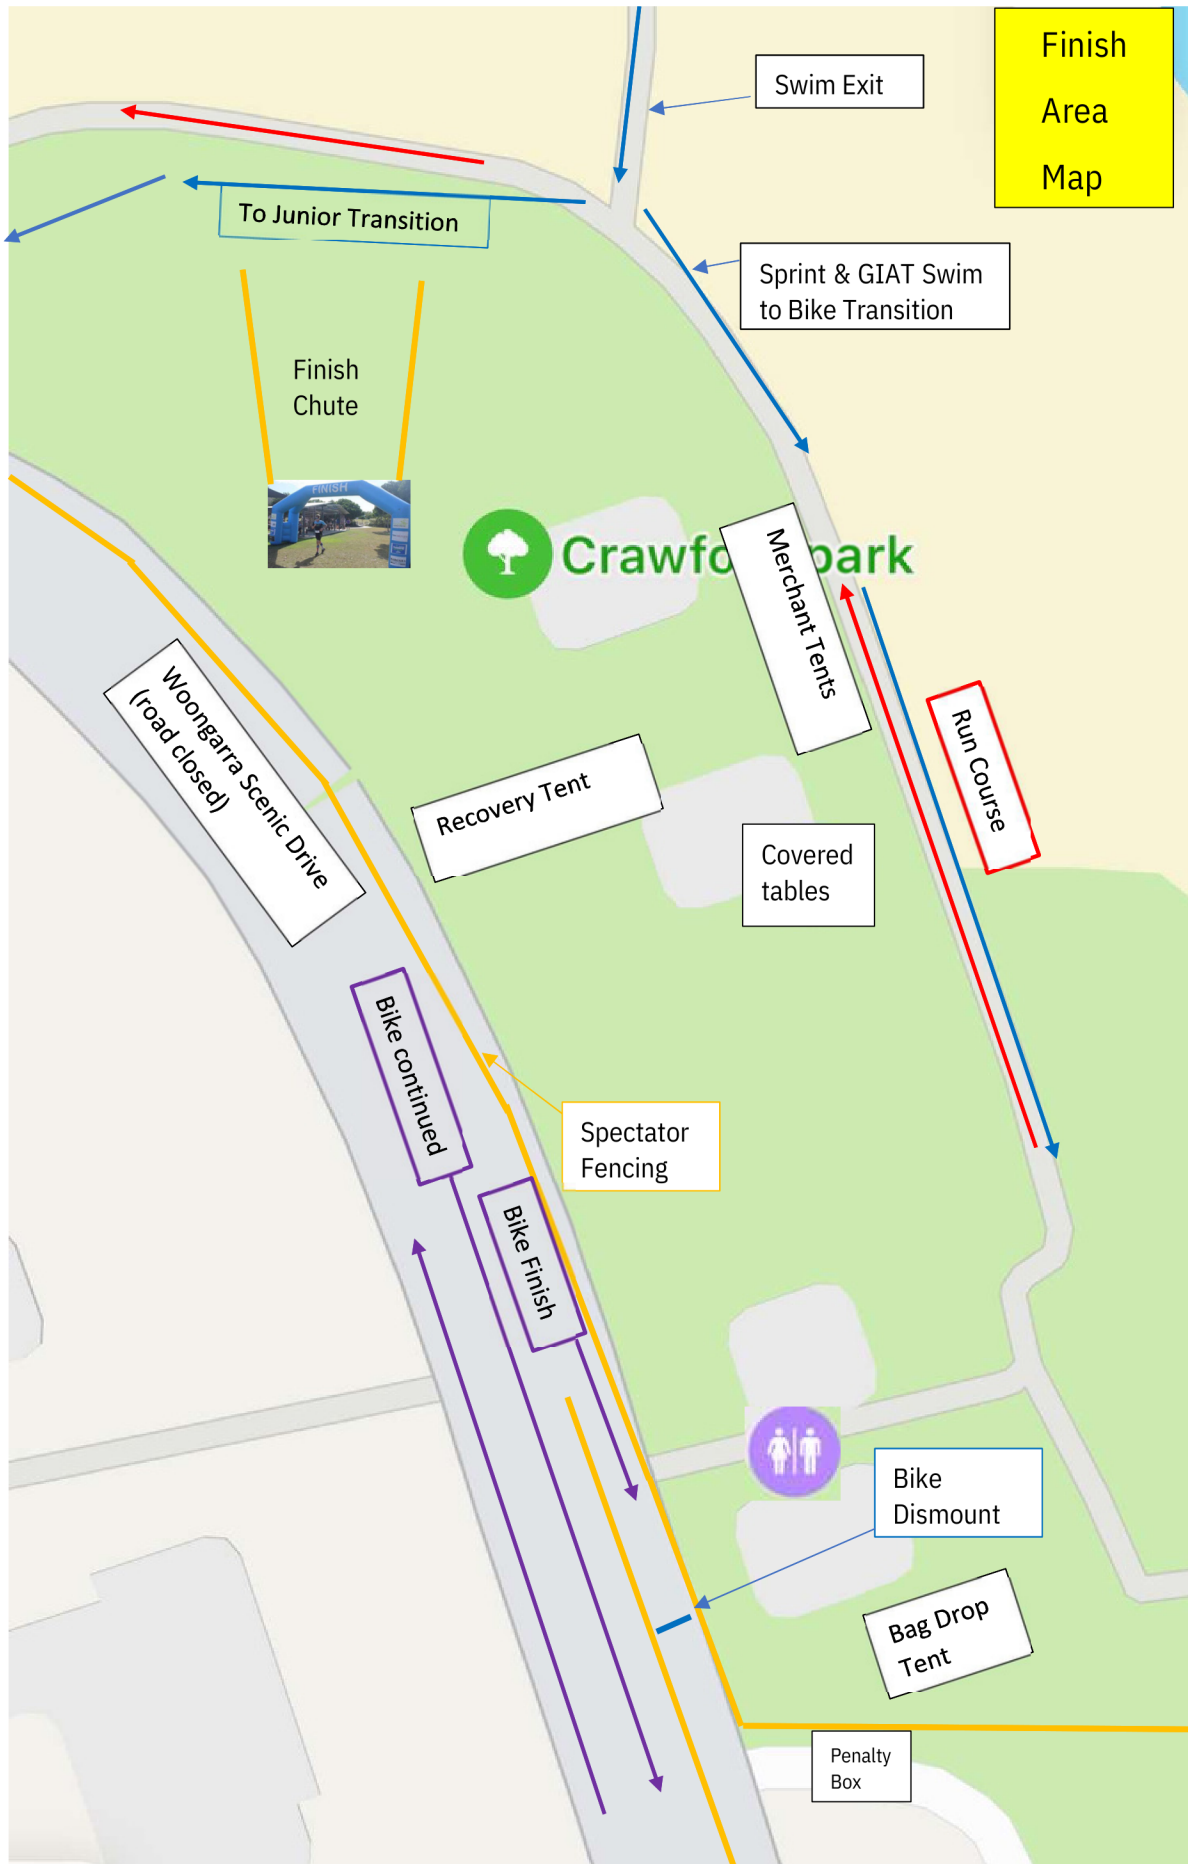 Finish
Area
Map
Swim Exit
To Junior Transition
Sprint & GIAT Swim
to Bike Transition
Finish
Chute
FINISH
Crawfo park
Merchant Tents
Woongarra Scenic Drive
(road closed)
Run Course
Recovery Tent
Covered
tables
Bike continued
Spectator
Fencing
Bike Finish
Bike
Dismount
Bag Drop
Tent
Penalty
Box